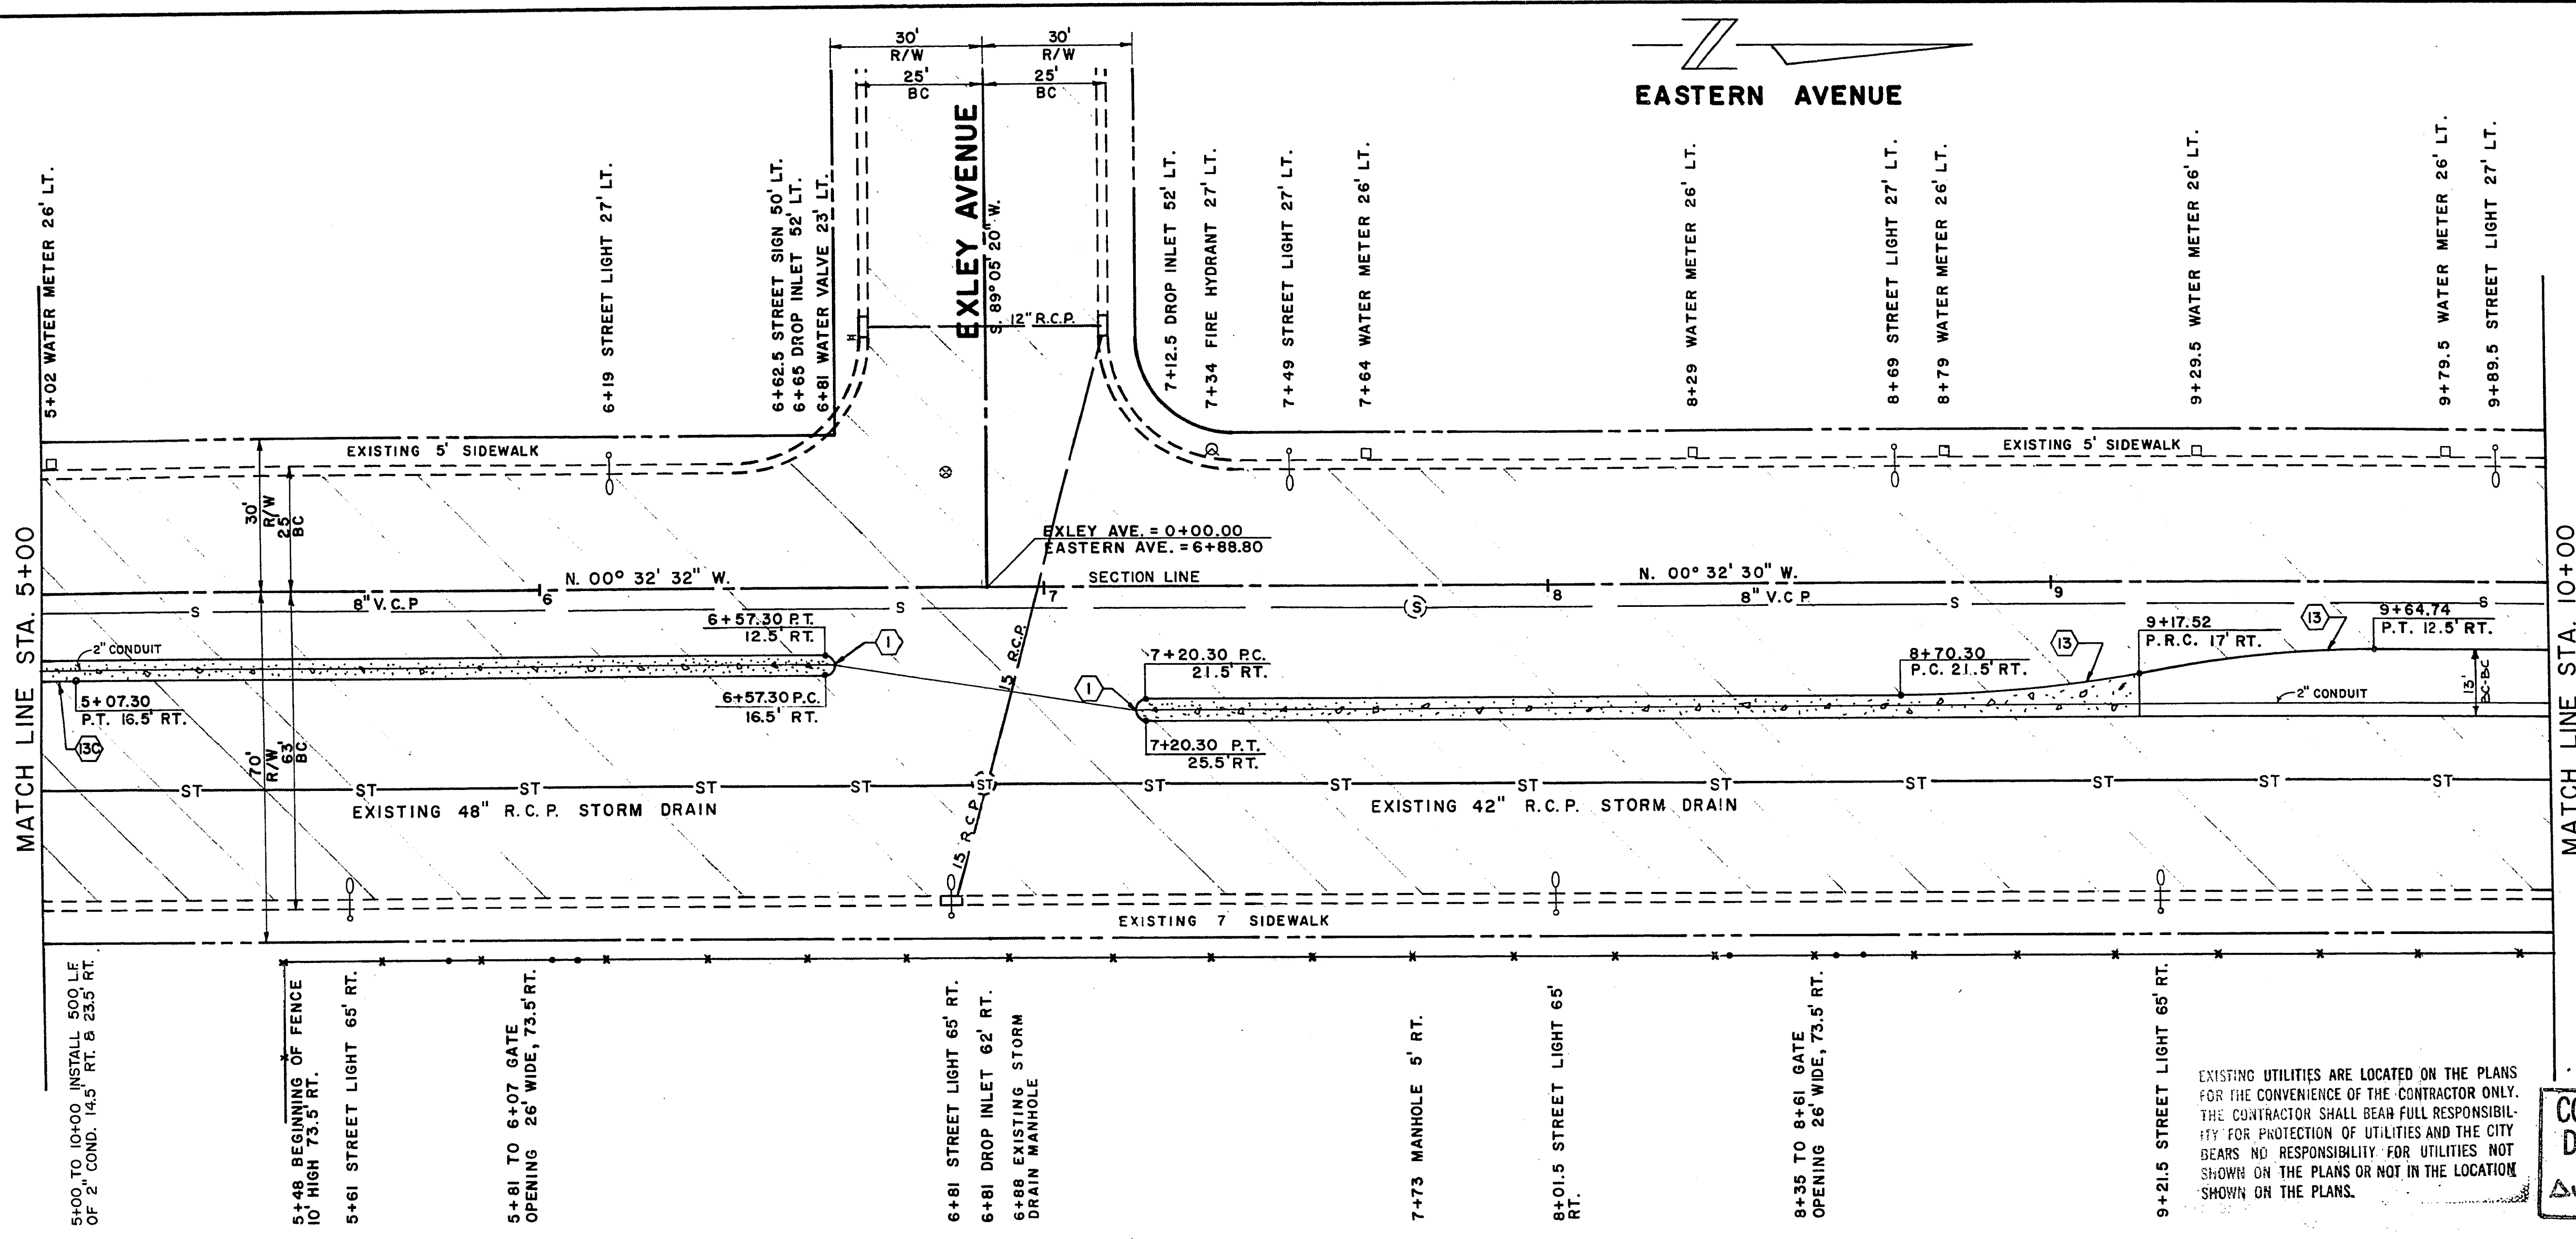 30'
R/W
30'
R/W
25'
BC
25'
BC
EASTERN AVENUE
EXLEY AVENUE
S. 89° 05' 20" W.
5+02 WATER METER 26' LT.
6+19 STREET LIGHT 27' LT.
6+62.5 STREET SIGN 50' LT.
6+65 DROP INLET 52' LT.
6+81 WATER VALVE 23' LT.
7+12.5 DROP INLET 52' LT.
7+34 FIRE HYDRANT 27' LT.
7+49 STREET LIGHT 27' LT.
7+64 WATER METER 26' LT.
8+29 WATER METER 26' LT.
8+69 STREET LIGHT 27' LT.
8+79 WATER METER 26' LT.
9+29.5 WATER METER 26' LT.
9+79.5 WATER METER 26' LT.
9+89.5 STREET LIGHT 27' LT.
12" R.C.P.
EXISTING 5' SIDEWALK
EXISTING 5' SIDEWALK
30'
R/W
25
BC
EXLEY AVE. = 0+00.00
EASTERN AVE. = 6+88.80
MATCH LINE STA. 5+00
MATCH LINE STA. 10+00
N. 00° 32' 32" W.
SECTION LINE
N. 00° 32' 30" W.
6
7
8
9
8" V.C.P
8" V.C P.
S
S
S
S
S
6+57.30 P.T.
12.5' RT.
1
2" CONDUIT
5+07.30
P.T. 16.5' RT.
13C
6+57.30 P.C.
16.5' RT.
15 R.C.P.
1
7+20.30 P.C.
21.5' RT.
7+20.30 P.T.
25.5' RT.
8+70.30
P.C. 21.5' RT.
13
9+17.52
P.R.C. 17' RT.
13
9+64.74
P.T. 12.5' RT.
2" CONDUIT
13'
BC-BC
70'
R/W
63'
BC
ST ST ST ST ST ST ST ST ST ST ST ST ST ST
EXISTING 48" R.C.P. STORM DRAIN
EXISTING 42" R.C.P. STORM DRAIN
15 R.C.P.
EXISTING 7 SIDEWALK
5+00 TO 10+00 INSTALL 500 L.F.
OF 2" COND. 14.5' RT. & 23.5' RT.
5+48 BEGINNING OF FENCE
10' HIGH 73.5' RT.
5+61 STREET LIGHT 65' RT.
5+81 TO 6+07 GATE
OPENING 26' WIDE, 73.5' RT.
6+81 STREET LIGHT 65' RT.
6+81 DROP INLET 62' RT.
6+88 EXISTING STORM
DRAIN MANHOLE
7+73 MANHOLE 5' RT.
8+01.5 STREET LIGHT 65'
RT.
8+35 TO 8+61 GATE
OPENING 26' WIDE, 73.5' RT.
9+21.5 STREET LIGHT 65' RT.
EXISTING UTILITIES ARE LOCATED ON THE PLANS
FOR THE CONVENIENCE OF THE CONTRACTOR ONLY.
THE CONTRACTOR SHALL BEAR FULL RESPONSIBIL-
ITY FOR PROTECTION OF UTILITIES AND THE CITY
BEARS NO RESPONSIBILITY FOR UTILITIES NOT
SHOWN ON THE PLANS OR NOT IN THE LOCATION
SHOWN ON THE PLANS.